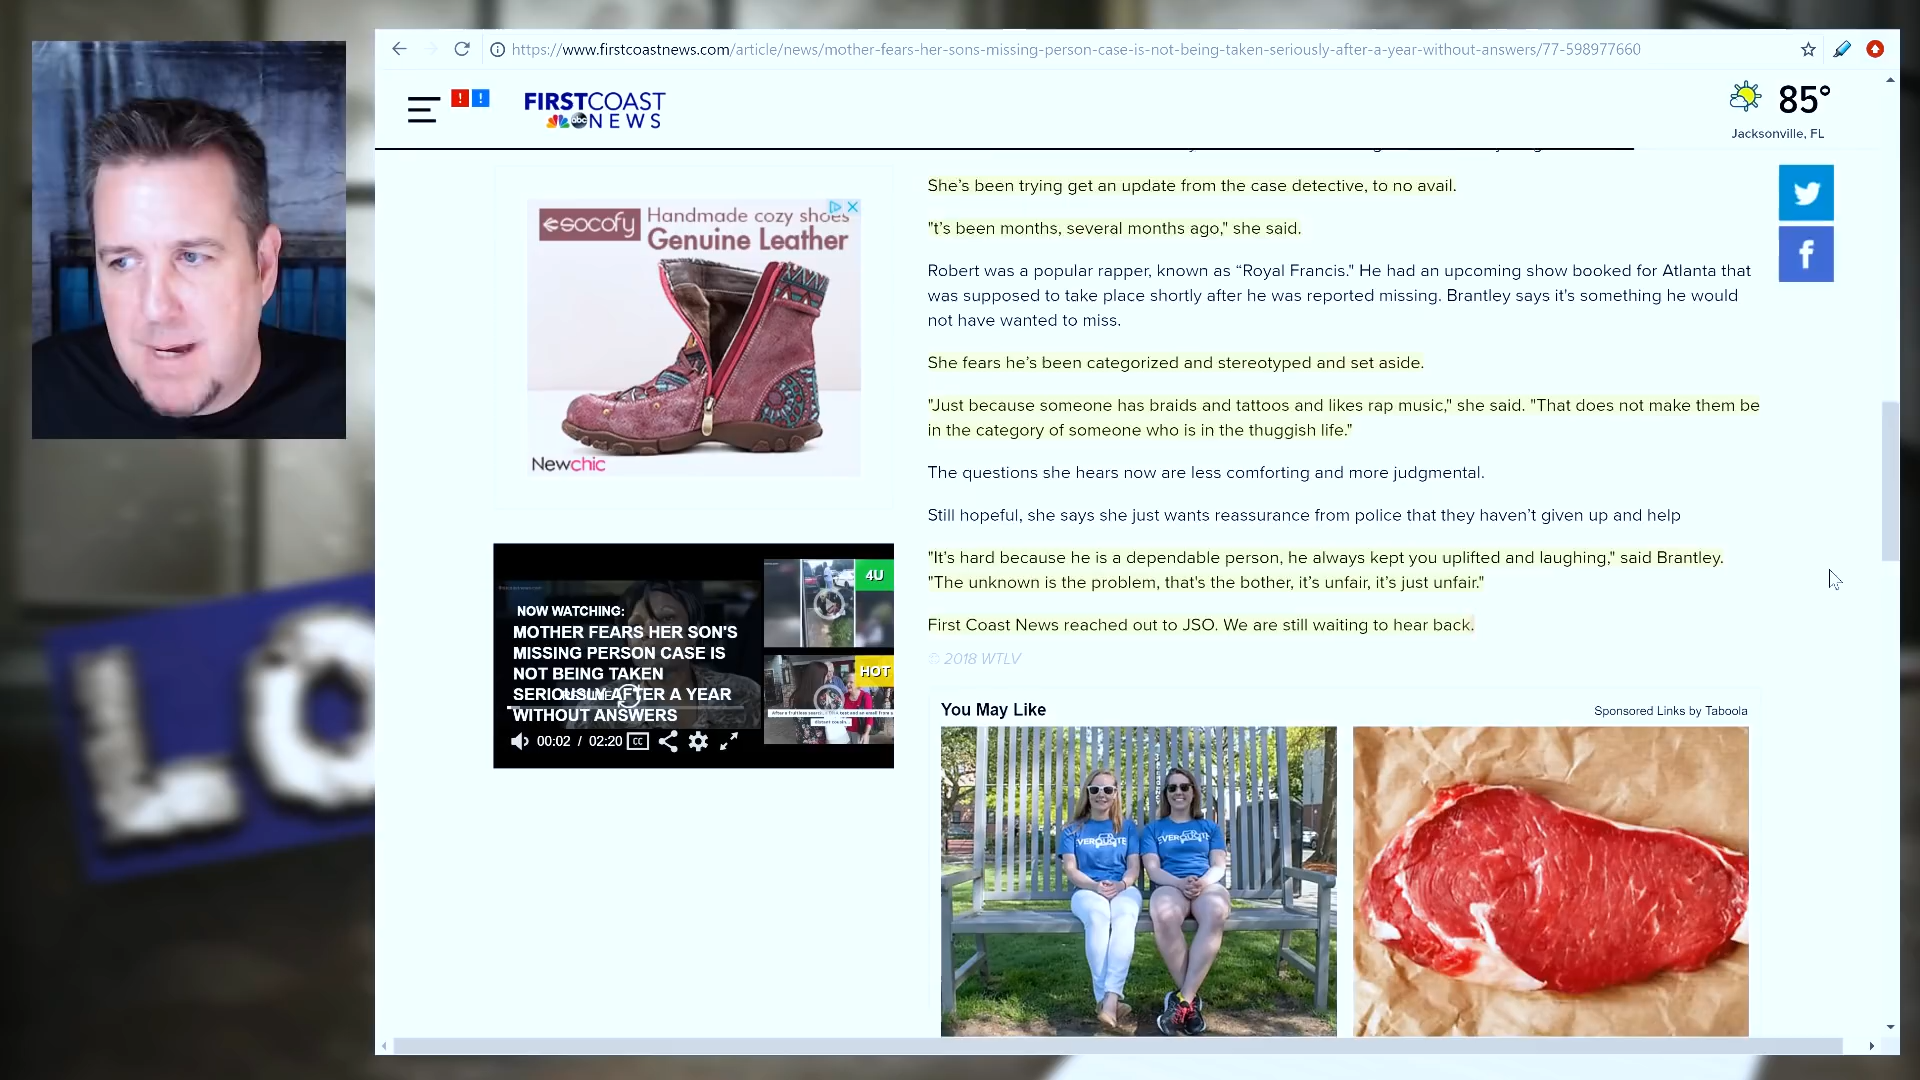 https://www.firstcoastnews.com/article/news/mother-fears-her-sons-missing-person-case-is-not-being-taken-seriously-after-a-year-without-answers/77-598977660
FIRSTCOAST
abc NEWS
85°
Jacksonville, FL
She's been trying get an update from the case detective, to no avail.
"t's been months, several months ago," she said.
Robert was a popular rapper, known as “Royal Francis." He had an upcoming show booked for Atlanta that
was supposed to take place shortly after he was reported missing. Brantley says it's something he would
not have wanted to miss.
She fears he’s been categorized and stereotyped and set aside.
"Just because someone has braids and tattoos and likes rap music," she said. "That does not make them be
in the category of someone who is in the thuggish life."
The questions she hears now are less comforting and more judgmental.
Still hopeful, she says she just wants reassurance from police that they haven’t given up and help
"It’s hard because he is a dependable person, he always kept you uplifted and laughing," said Brantley.
"The unknown is the problem, that's the bother, it’s unfair, it’s just unfair."
First Coast News reached out to JSO. We are still waiting to hear back.
© 2018 WTLV
socofy
Handmade cozy shoes
Genuine Leather
Newchic
4U
HOT
NOW WATCHING:
MOTHER FEARS HER SON'S
MISSING PERSON CASE IS
NOT BEING TAKEN
SERIOUSLY AFTER A YEAR
WITHOUT ANSWERS
00:02 / 02:20 CC
You May Like
Sponsored Links by Taboola
EVERQUOTE
LO